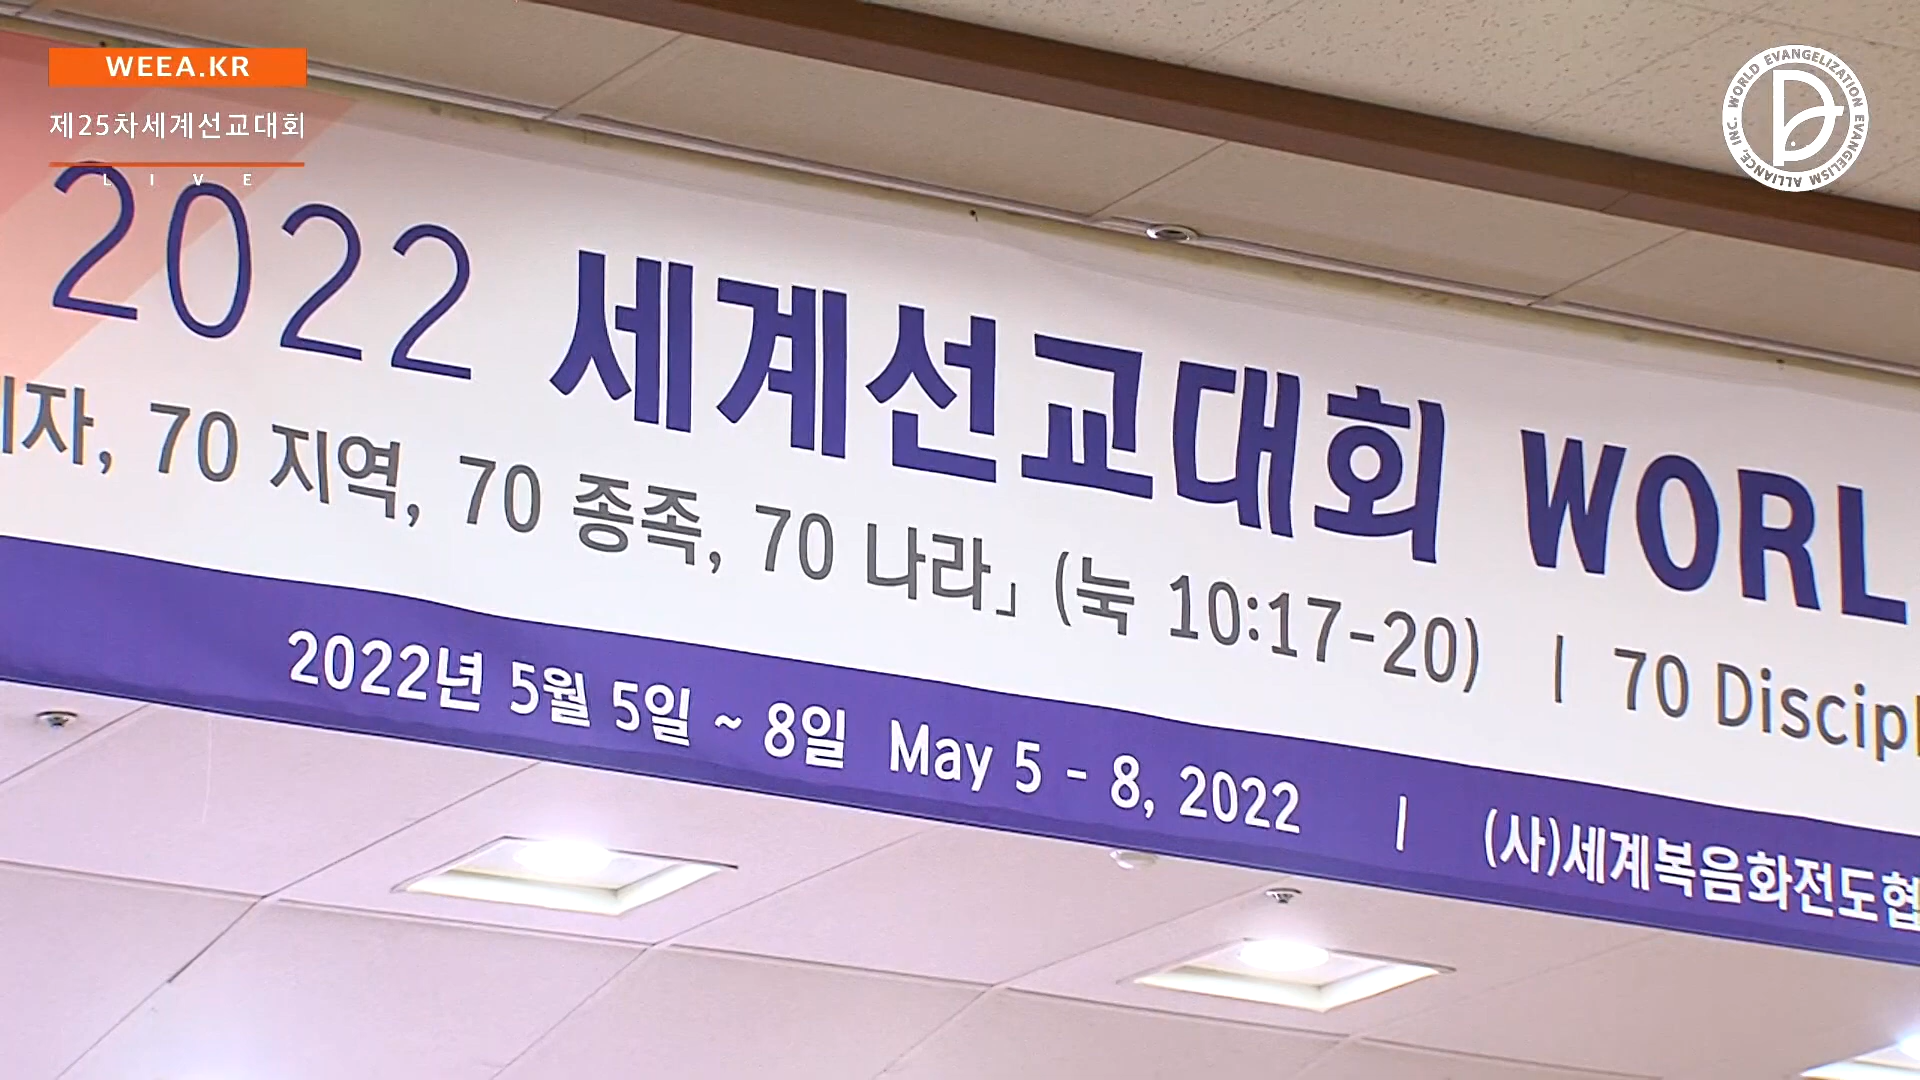 WEEA.KR
제25차세계선교대회
LIVE
WORLD EVANGELIZATION EVANGELISM ALLIANCE, INC.
2022 세계선교대회 WORL
자, 70 지역, 70 종족, 70 나라」 (눅 10:17-20) | 70 Discipl
2022년 5월 5일 ~ 8일 May 5 - 8, 2022 | (사)세계복음화전도협